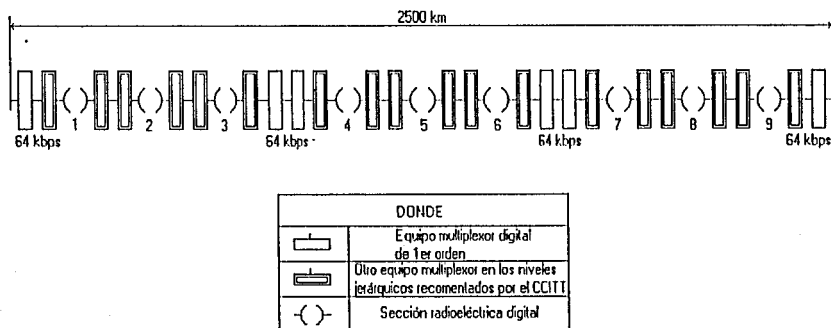 2500 km
1 2 3 4 5 6 7 8 9
64 kbps 64 kbps 64 kbps 64 kbps
DONDE
Equipo multiplexor digital
de 1er orden
Otro equipo multiplexor en los niveles
jerárquicos recomentados por el CCITT
Sección radioeléctrica digital